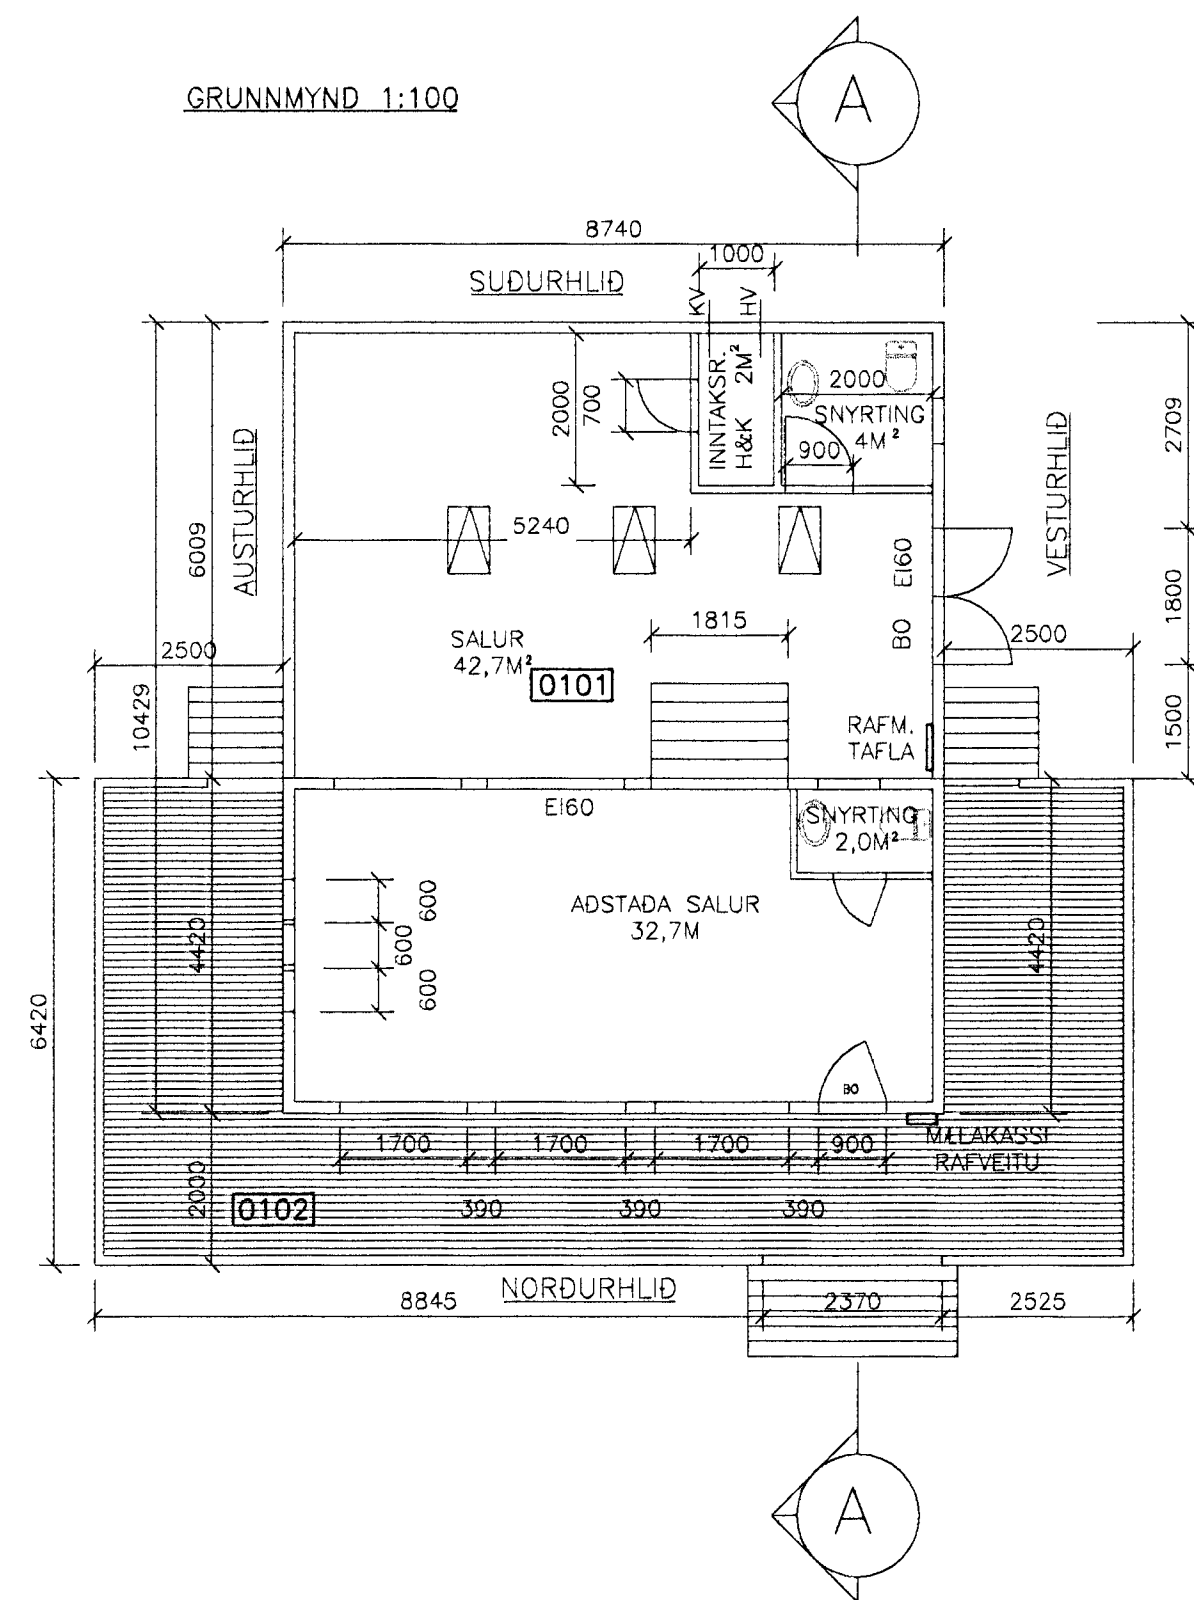 GRUNNMYND 1:100
A
8740
1000
SUÐURHLIÐ
KV
HV
INNTAKSR.
H&K 2M²
2000
700
2000
SNYRTING
4M²
900
2709
AUSTURHLIÐ
VESTURHLIÐ
6009
5240
BO EI60
1800
1815
2500
SALUR
42,7M²
0101
2500
10429
RAFM.
TAFLA
1500
EI60
SNYRTING
2,0M²
600
600
600
AÐSTAÐA SALUR
32,7M
4420
4420
6420
BO
1700
1700
1700
900
MÆLAKASSI
RAFVEITU
2000
0102
390
390
390
8845
NORÐURHLIÐ
2370
2525
A